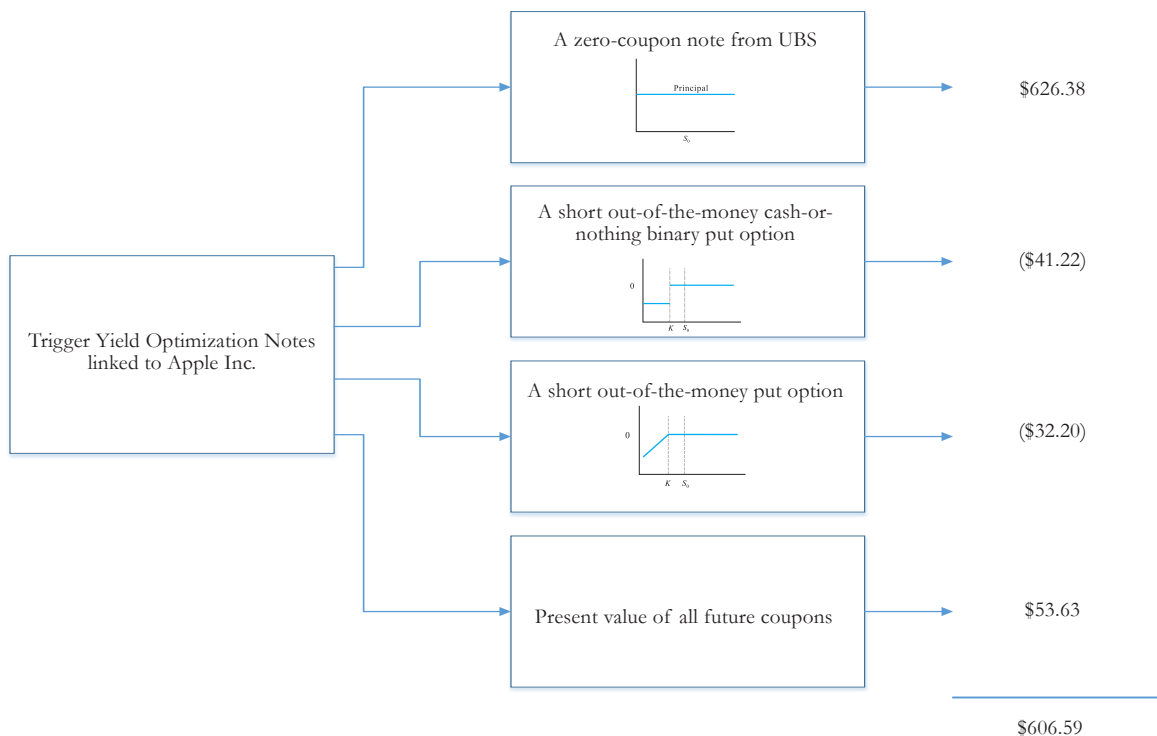 A zero-coupon note from UBS
Principal
S0
$626.38
A short out-of-the-money cash-or-
nothing binary put option
0
K S0
($41.22)
Trigger Yield Optimization Notes
linked to Apple Inc.
A short out-of-the-money put option
0
K S0
($32.20)
Present value of all future coupons
$53.63
$606.59